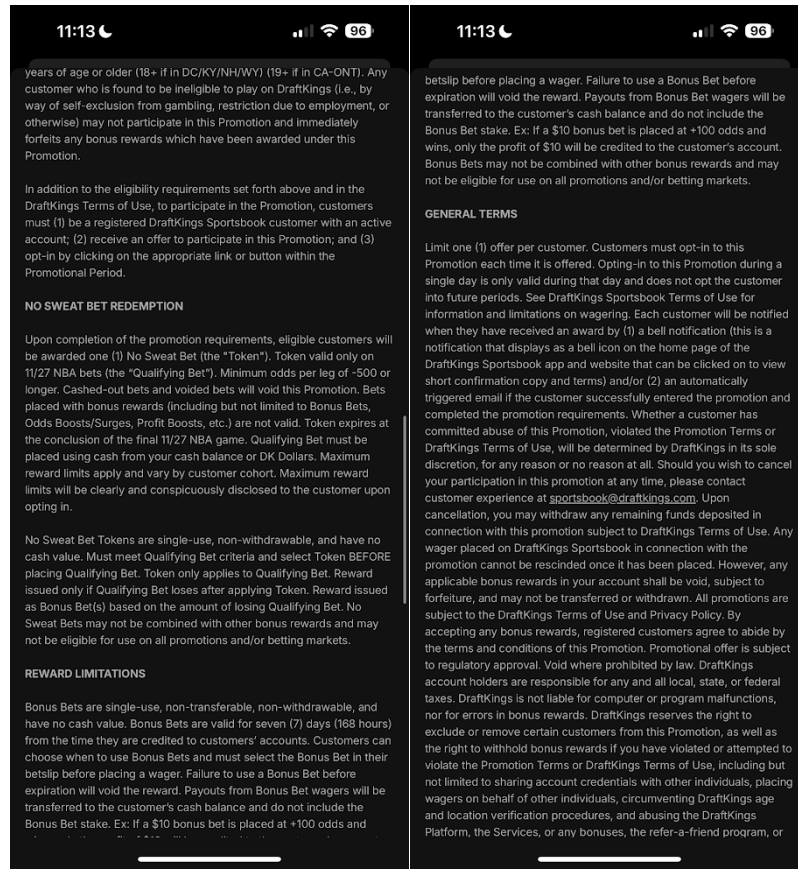 11:13
96
years of age or older (18+ if in DC/KY/NH/WY) (19+ if in CA-ONT). Any
customer who is found to be ineligible to play on DraftKings (i.e., by
way of self-exclusion from gambling, restriction due to employment, or
otherwise) may not participate in this Promotion and immediately
forfeits any bonus rewards which have been awarded under this
Promotion.
In addition to the eligibility requirements set forth above and in the
DraftKings Terms of Use, to participate in the Promotion, customers
must (1) be a registered DraftKings Sportsbook customer with an active
account; (2) receive an offer to participate in this Promotion; and (3)
opt-in by clicking on the appropriate link or button within the
Promotional Period.
NO SWEAT BET REDEMPTION
Upon completion of the promotion requirements, eligible customers will
be awarded one (1) No Sweat Bet (the "Token"). Token valid only on
11/27 NBA bets (the “Qualifying Bet”). Minimum odds per leg of -500 or
longer. Cashed-out bets and voided bets will void this Promotion. Bets
placed with bonus rewards (including but not limited to Bonus Bets,
Odds Boosts/Surges, Profit Boosts, etc.) are not valid. Token expires at
the conclusion of the final 11/27 NBA game. Qualifying Bet must be
placed using cash from your cash balance or DK Dollars. Maximum
reward limits apply and vary by customer cohort. Maximum reward
limits will be clearly and conspicuously disclosed to the customer upon
opting in.
No Sweat Bet Tokens are single-use, non-withdrawable, and have no
cash value. Must meet Qualifying Bet criteria and select Token BEFORE
placing Qualifying Bet. Token only applies to Qualifying Bet. Reward
issued only if Qualifying Bet loses after applying Token. Reward issued
as Bonus Bet(s) based on the amount of losing Qualifying Bet. No
Sweat Bets may not be combined with other bonus rewards and may
not be eligible for use on all promotions and/or betting markets.
REWARD LIMITATIONS
Bonus Bets are single-use, non-transferable, non-withdrawable, and
have no cash value. Bonus Bets are valid for seven (7) days (168 hours)
from the time they are credited to customers’ accounts. Customers can
choose when to use Bonus Bets and must select the Bonus Bet in their
betslip before placing a wager. Failure to use a Bonus Bet before
expiration will void the reward. Payouts from Bonus Bet wagers will be
transferred to the customer’s cash balance and do not include the
Bonus Bet stake. Ex: If a $10 bonus bet is placed at +100 odds and
11:13
96
betslip before placing a wager. Failure to use a Bonus Bet before
expiration will void the reward. Payouts from Bonus Bet wagers will be
transferred to the customer’s cash balance and do not include the
Bonus Bet stake. Ex: If a $10 bonus bet is placed at +100 odds and
wins, only the profit of $10 will be credited to the customer’s account.
Bonus Bets may not be combined with other bonus rewards and may
not be eligible for use on all promotions and/or betting markets.
GENERAL TERMS
Limit one (1) offer per customer. Customers must opt-in to this
Promotion each time it is offered. Opting-in to this Promotion during a
single day is only valid during that day and does not opt the customer
into future periods. See DraftKings Sportsbook Terms of Use for
information and limitations on wagering. Each customer will be notified
when they have received an award by (1) a bell notification (this is a
notification that displays as a bell icon on the home page of the
DraftKings Sportsbook app and website that can be clicked on to view
short confirmation copy and terms) and/or (2) an automatically
triggered email if the customer successfully entered the promotion and
completed the promotion requirements. Whether a customer has
committed abuse of this Promotion, violated the Promotion Terms or
DraftKings Terms of Use, will be determined by DraftKings in its sole
discretion, for any reason or no reason at all. Should you wish to cancel
your participation in this promotion at any time, please contact
customer experience at sportsbook@draftkings.com. Upon
cancellation, you may withdraw any remaining funds deposited in
connection with this promotion subject to DraftKings Terms of Use. Any
wager placed on DraftKings Sportsbook in connection with the
promotion cannot be rescinded once it has been placed. However, any
applicable bonus rewards in your account shall be void, subject to
forfeiture, and may not be transferred or withdrawn. All promotions are
subject to the DraftKings Terms of Use and Privacy Policy. By
accepting any bonus rewards, registered customers agree to abide by
the terms and conditions of this Promotion. Promotional offer is subject
to regulatory approval. Void where prohibited by law. DraftKings
account holders are responsible for any and all local, state, or federal
taxes. DraftKings is not liable for computer or program malfunctions,
nor for errors in bonus rewards. DraftKings reserves the right to
exclude or remove certain customers from this Promotion, as well as
the right to withhold bonus rewards if you have violated or attempted to
violate the Promotion Terms or DraftKings Terms of Use, including but
not limited to sharing account credentials with other individuals, placing
wagers on behalf of other individuals, circumventing DraftKings age
and location verification procedures, and abusing the DraftKings
Platform, the Services, or any bonuses, the refer-a-friend program, or